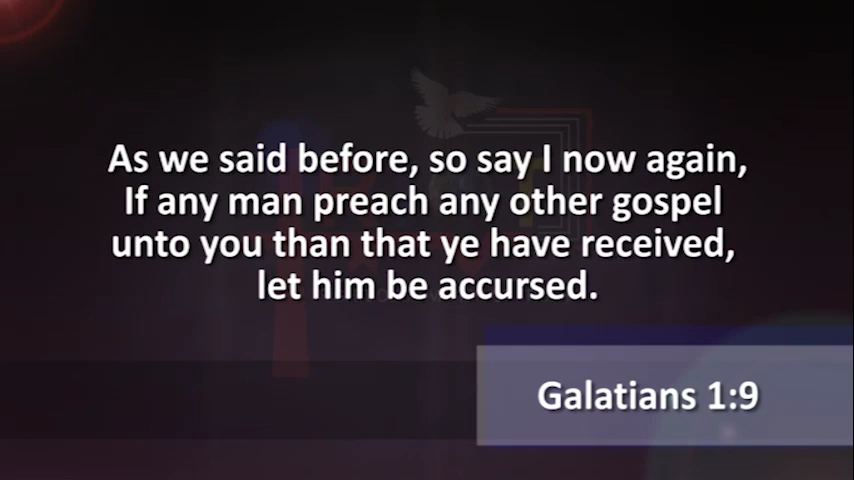 As we said before, so say I now again,
If any man preach any other gospel
unto you than that ye have received,
let him be accursed.
Galatians 1:9